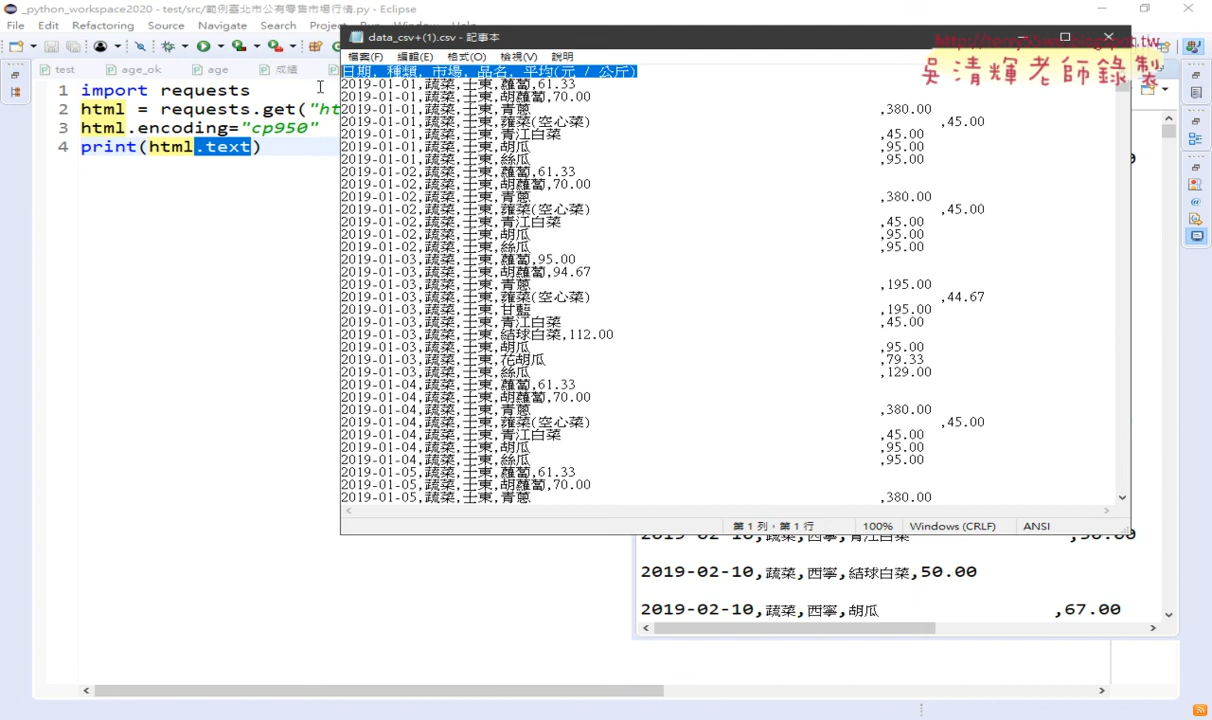 _python_workspace2020 - test/src/範例臺北市公有零售市場行情.py - Eclipse
File Edit Refactoring Source Navigate Search Project
data_csv+(1).csv - 記事本
http://terry55wu.blogspot.tw
吳清輝老師錄製
檔案(F) 編輯(E) 格式(O) 檢視(V) 說明
test age_ok age 成績
1 import requests
2 html = requests.get("ht
3 html.encoding="cp950"
4 print(html.text)
日期, 種類, 市場, 品名, 平均(元 / 公斤)
2019-01-01,蔬菜,士東,蘿蔔,61.33
2019-01-01,蔬菜,士東,胡蘿蔔,70.00
2019-01-01,蔬菜,士東,青蔥 ,380.00
2019-01-01,蔬菜,士東,蕹菜(空心菜) ,45.00
2019-01-01,蔬菜,士東,青江白菜 ,45.00
2019-01-01,蔬菜,士東,胡瓜 ,95.00
2019-01-01,蔬菜,士東,絲瓜 ,95.00
2019-01-02,蔬菜,士東,蘿蔔,61.33
2019-01-02,蔬菜,士東,胡蘿蔔,70.00
2019-01-02,蔬菜,士東,青蔥 ,380.00
2019-01-02,蔬菜,士東,蕹菜(空心菜) ,45.00
2019-01-02,蔬菜,士東,青江白菜 ,45.00
2019-01-02,蔬菜,士東,胡瓜 ,95.00
2019-01-02,蔬菜,士東,絲瓜 ,95.00
2019-01-03,蔬菜,士東,蘿蔔,95.00
2019-01-03,蔬菜,士東,胡蘿蔔,94.67
2019-01-03,蔬菜,士東,青蔥 ,195.00
2019-01-03,蔬菜,士東,蕹菜(空心菜) ,44.67
2019-01-03,蔬菜,士東,甘藍 ,195.00
2019-01-03,蔬菜,士東,青江白菜 ,45.00
2019-01-03,蔬菜,士東,結球白菜,112.00
2019-01-03,蔬菜,士東,胡瓜 ,95.00
2019-01-03,蔬菜,士東,花胡瓜 ,79.33
2019-01-03,蔬菜,士東,絲瓜 ,129.00
2019-01-04,蔬菜,士東,蘿蔔,61.33
2019-01-04,蔬菜,士東,胡蘿蔔,70.00
2019-01-04,蔬菜,士東,青蔥 ,380.00
2019-01-04,蔬菜,士東,蕹菜(空心菜) ,45.00
2019-01-04,蔬菜,士東,青江白菜 ,45.00
2019-01-04,蔬菜,士東,胡瓜 ,95.00
2019-01-04,蔬菜,士東,絲瓜 ,95.00
2019-01-05,蔬菜,士東,蘿蔔,61.33
2019-01-05,蔬菜,士東,胡蘿蔔,70.00
2019-01-05,蔬菜,士東,青蔥 ,380.00
第 1 列，第 1 行 100% Windows (CRLF) ANSI
2019-02-10,蔬菜,西寧,青江白菜
2019-02-10,蔬菜,西寧,結球白菜,50.00
2019-02-10,蔬菜,西寧,胡瓜 ,67.00